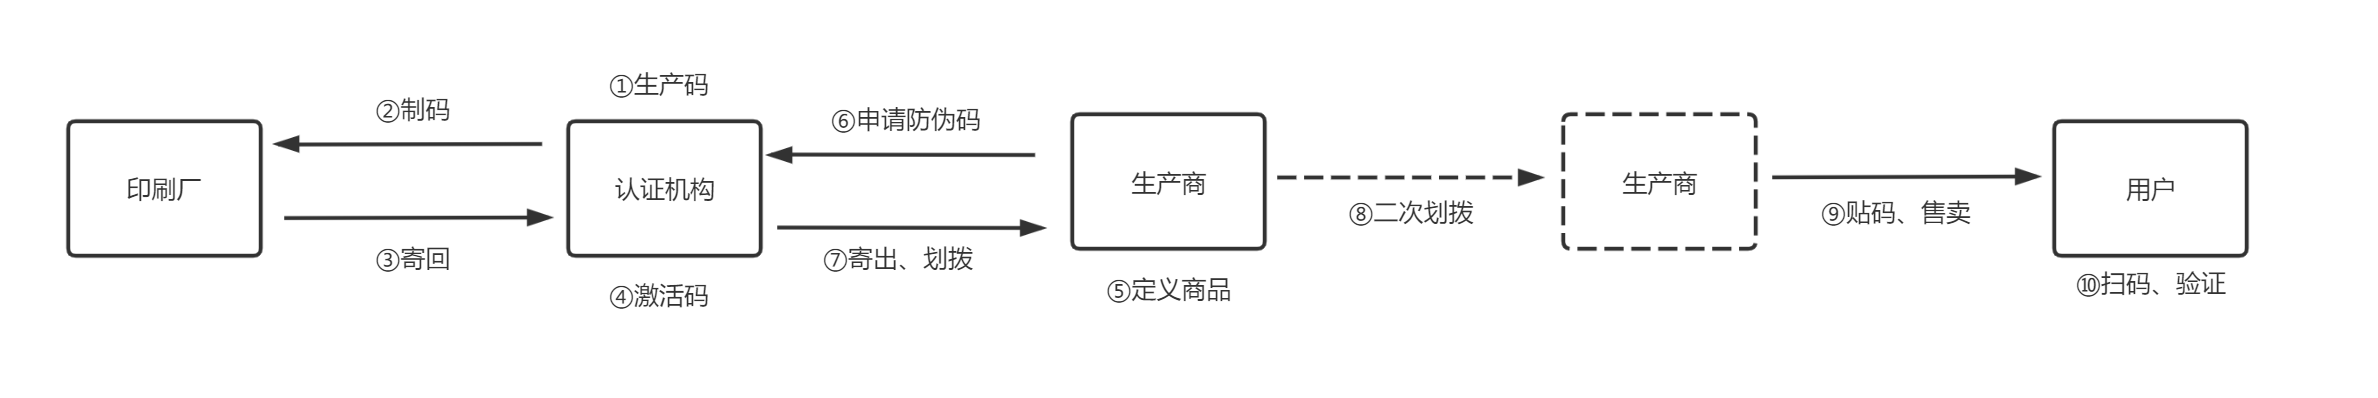 ①生产码
②制码
⑥申请防伪码
印刷厂
认证机构
生产商
生产商
用户
⑧二次划拨
⑨贴码、售卖
③寄回
⑦寄出、划拨
④激活码
⑤定义商品
⑩扫码、验证